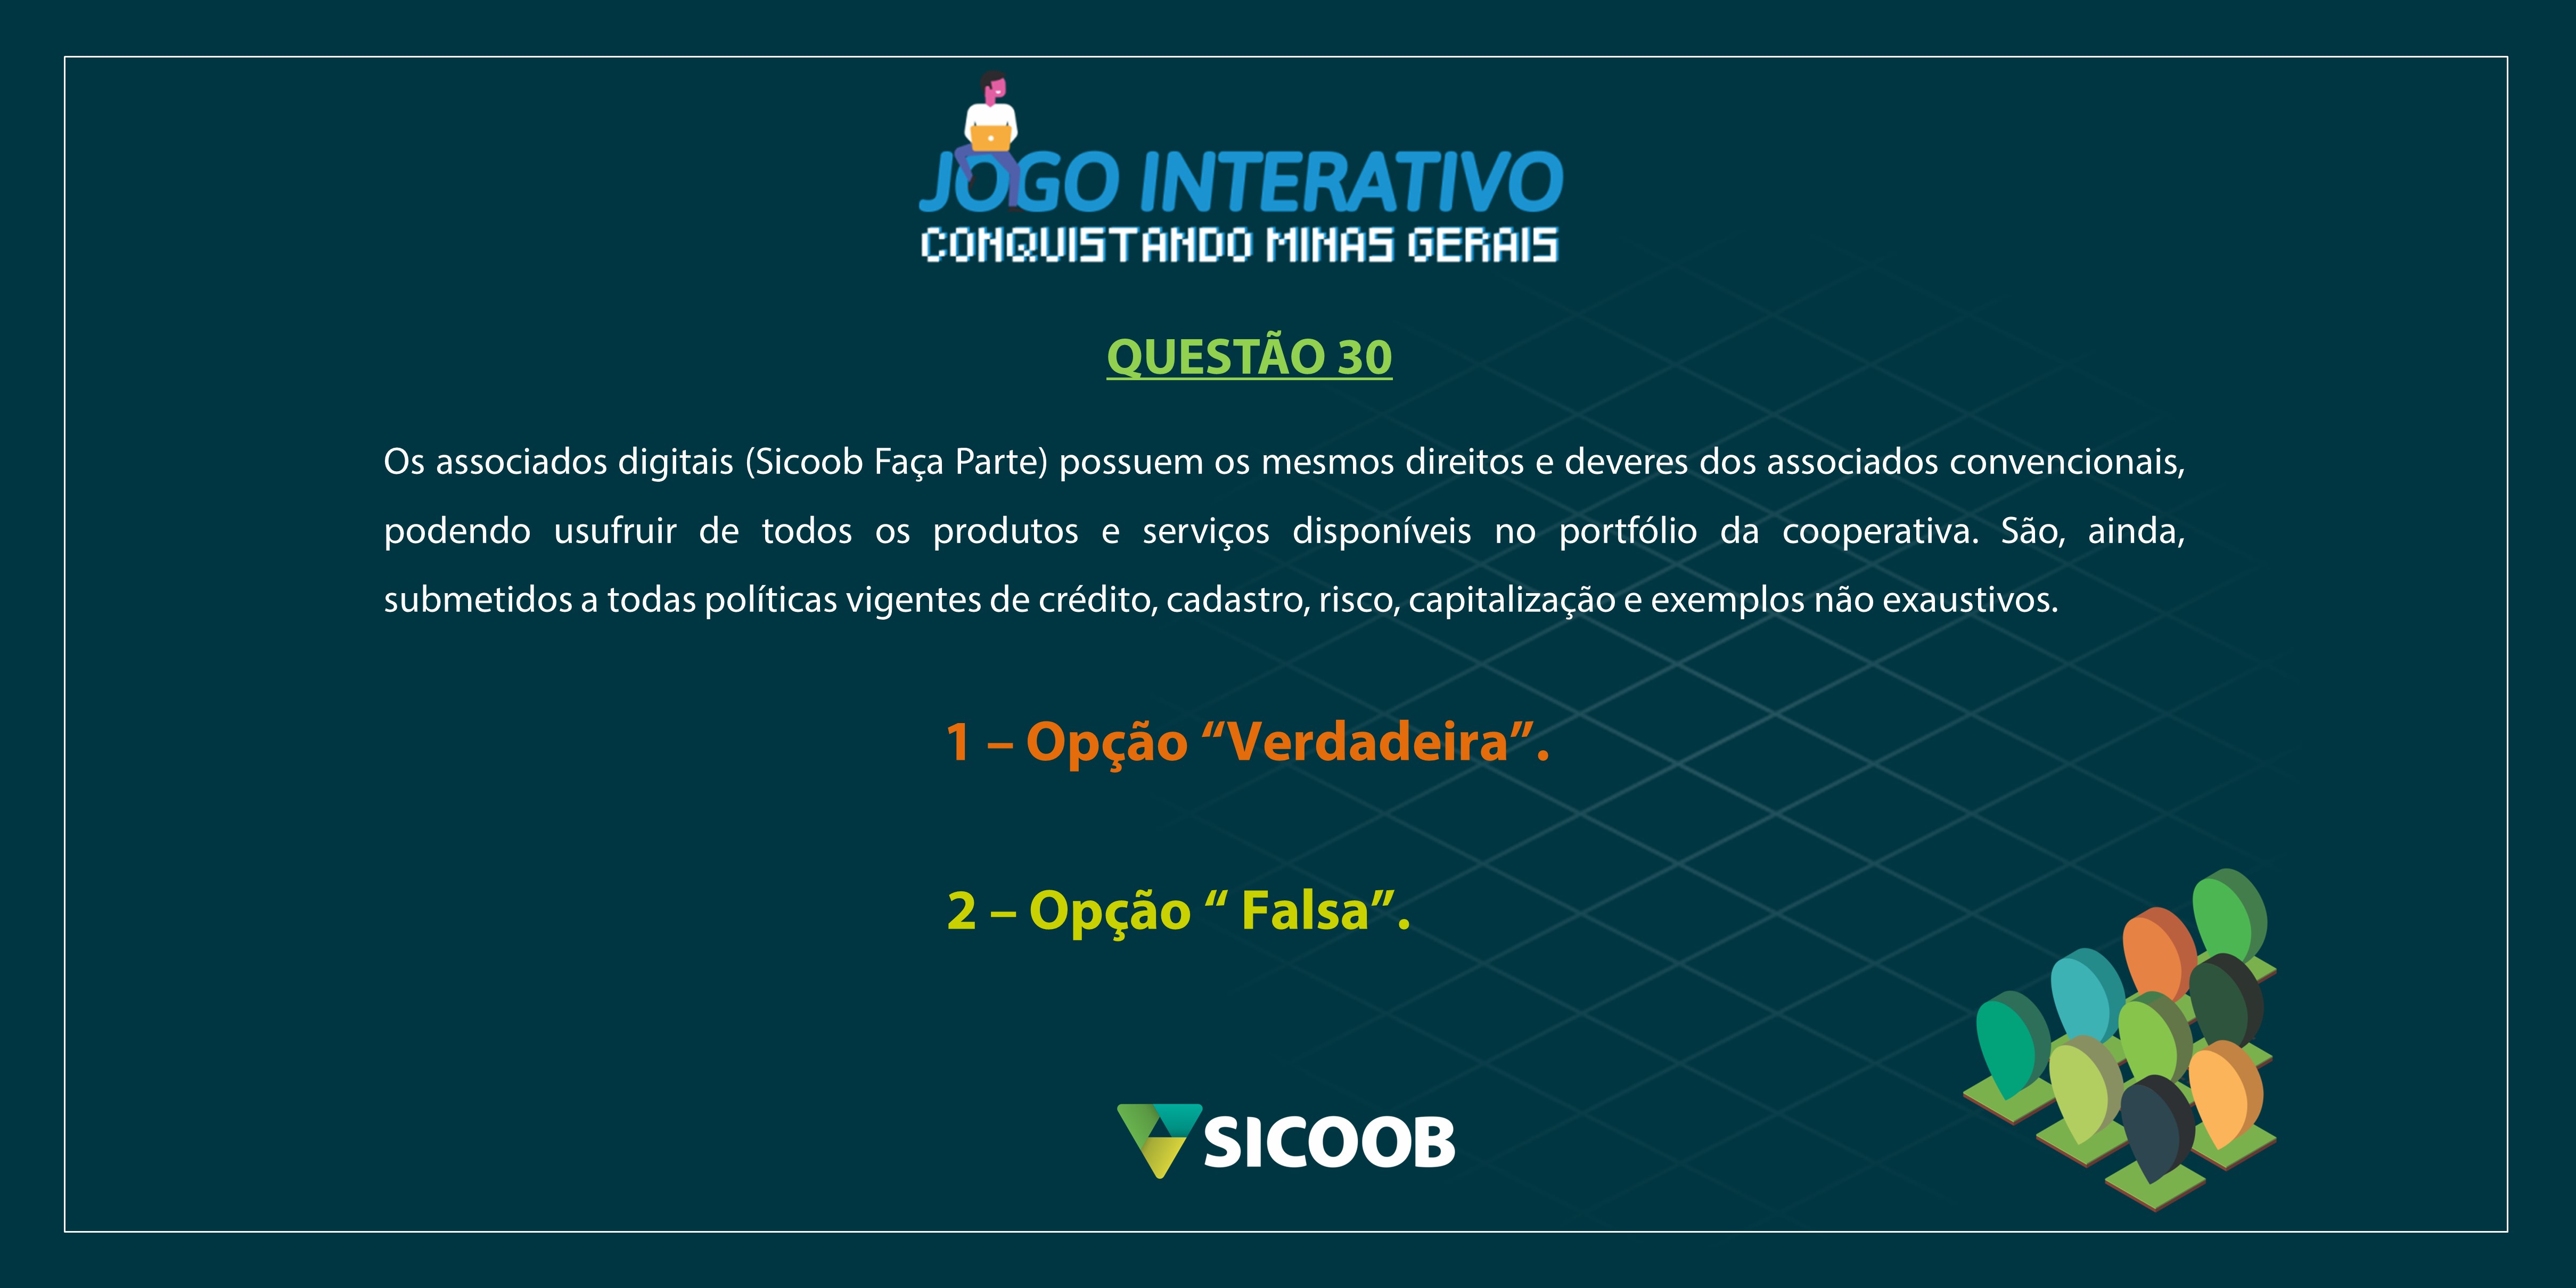 JOGO INTERATIVO
CONQUISTANDO MINAS GERAIS
QUESTÃO 30
Os associados digitais (Sicoob Faça Parte) possuem os mesmos direitos e deveres dos associados convencionais,
podendo usufruir de todos os produtos e serviços disponíveis no portfólio da cooperativa. São, ainda,
submetidos a todas políticas vigentes de crédito, cadastro, risco, capitalização e exemplos não exaustivos.
1 – Opção “Verdadeira”.
2 – Opção “ Falsa”.
SICOOB